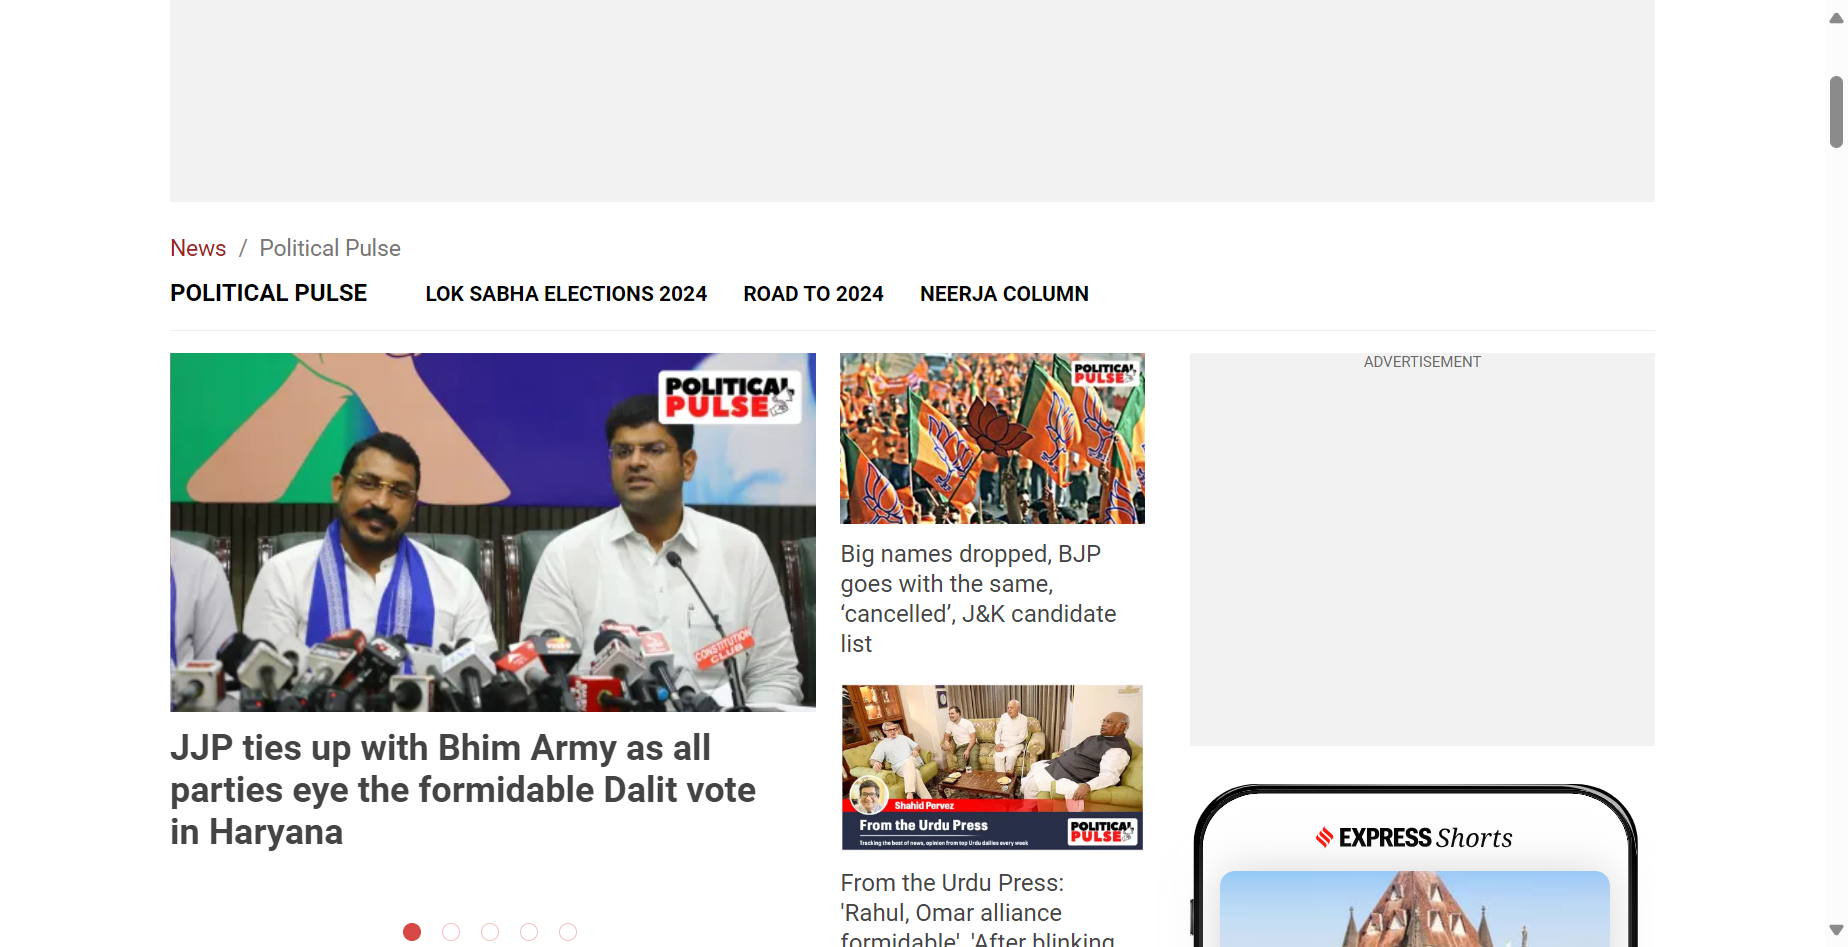 News / Political Pulse
POLITICAL PULSE LOK SABHA ELECTIONS 2024 ROAD TO 2024 NEERJA COLUMN
POLITICAL
PULSE
CONSTITUTION
CLUB
JJP ties up with Bhim Army as all
parties eye the formidable Dalit vote
in Haryana
POLITICAL
PULSE
Big names dropped, BJP
goes with the same,
‘cancelled’, J&K candidate
list
Shahid Pervez
From the Urdu Press
Tracking the best of news, opinion from top Urdu dailies every week
POLITICAL
PULSE
From the Urdu Press:
'Rahul, Omar alliance
formidable', 'After blinking
ADVERTISEMENT
EXPRESS Shorts